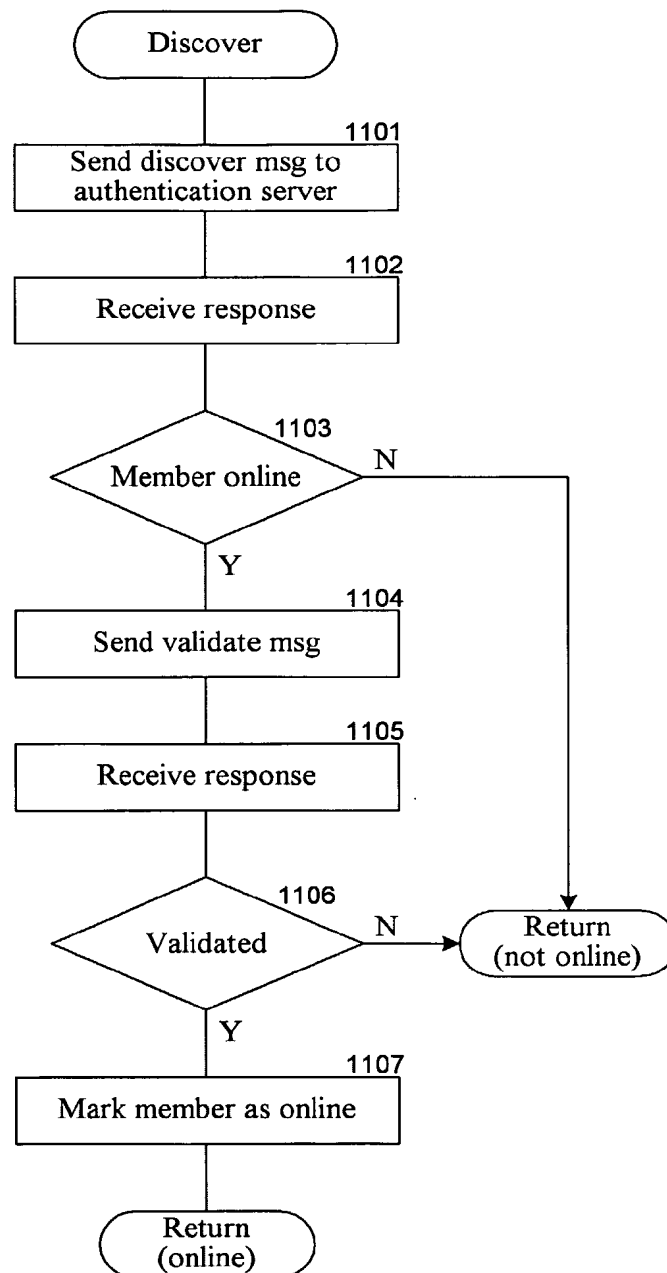 Discover
1101
Send discover msg to
authentication server
1102
Receive response
1103
Member online
N
Y
1104
Send validate msg
1105
Receive response
1106
Validated
N
Return
(not online)
Y
1107
Mark member as online
Return
(online)